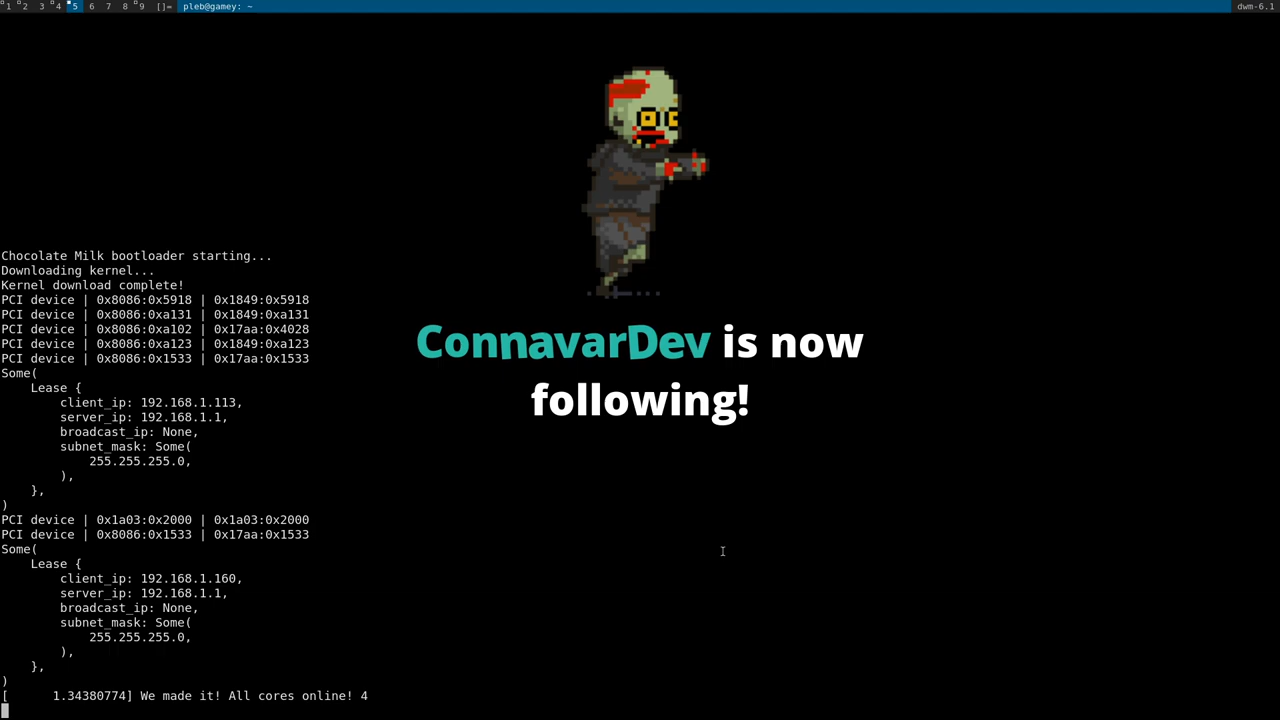 1 2 3 4 5 6 7 8 9 []= pleb@gamey: ~ dwm-6.1
ConnavarDev is now
following!
Chocolate Milk bootloader starting...
Downloading kernel...
Kernel download complete!
PCI device | 0x8086:0x5918 | 0x1849:0x5918
PCI device | 0x8086:0xa131 | 0x1849:0xa131
PCI device | 0x8086:0xa102 | 0x17aa:0x4028
PCI device | 0x8086:0xa123 | 0x1849:0xa123
PCI device | 0x8086:0x1533 | 0x17aa:0x1533
Some(
    Lease {
        client_ip: 192.168.1.113,
        server_ip: 192.168.1.1,
        broadcast_ip: None,
        subnet_mask: Some(
            255.255.255.0,
        ),
    },
)
PCI device | 0x1a03:0x2000 | 0x1a03:0x2000
PCI device | 0x8086:0x1533 | 0x17aa:0x1533
Some(
    Lease {
        client_ip: 192.168.1.160,
        server_ip: 192.168.1.1,
        broadcast_ip: None,
        subnet_mask: Some(
            255.255.255.0,
        ),
    },
)
[      1.34380774] We made it! All cores online! 4